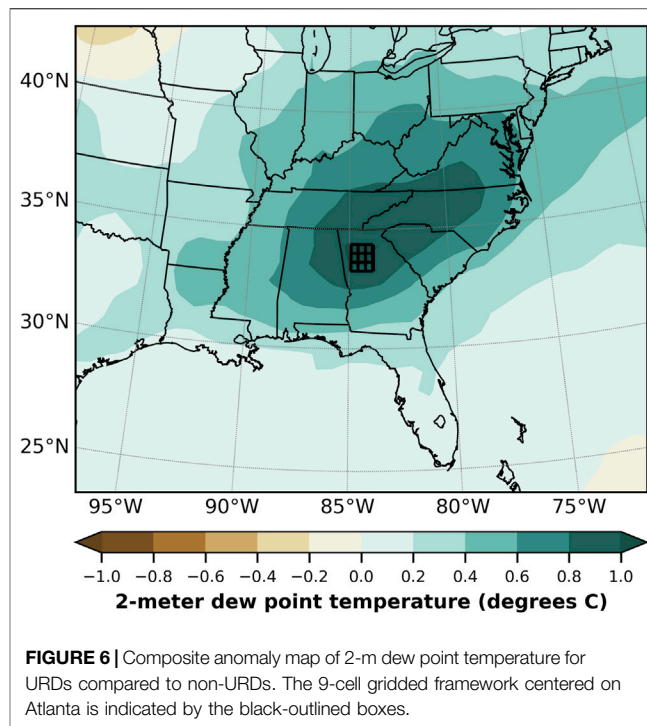 40°N
35°N
30°N
25°N
95°W 90°W 85°W 80°W 75°W
−1.0 −0.8 −0.6 −0.4 −0.2 0.0 0.2 0.4 0.6 0.8 1.0
2-meter dew point temperature (degrees C)
FIGURE 6 | Composite anomaly map of 2-m dew point temperature for
URDs compared to non-URDs. The 9-cell gridded framework centered on
Atlanta is indicated by the black-outlined boxes.